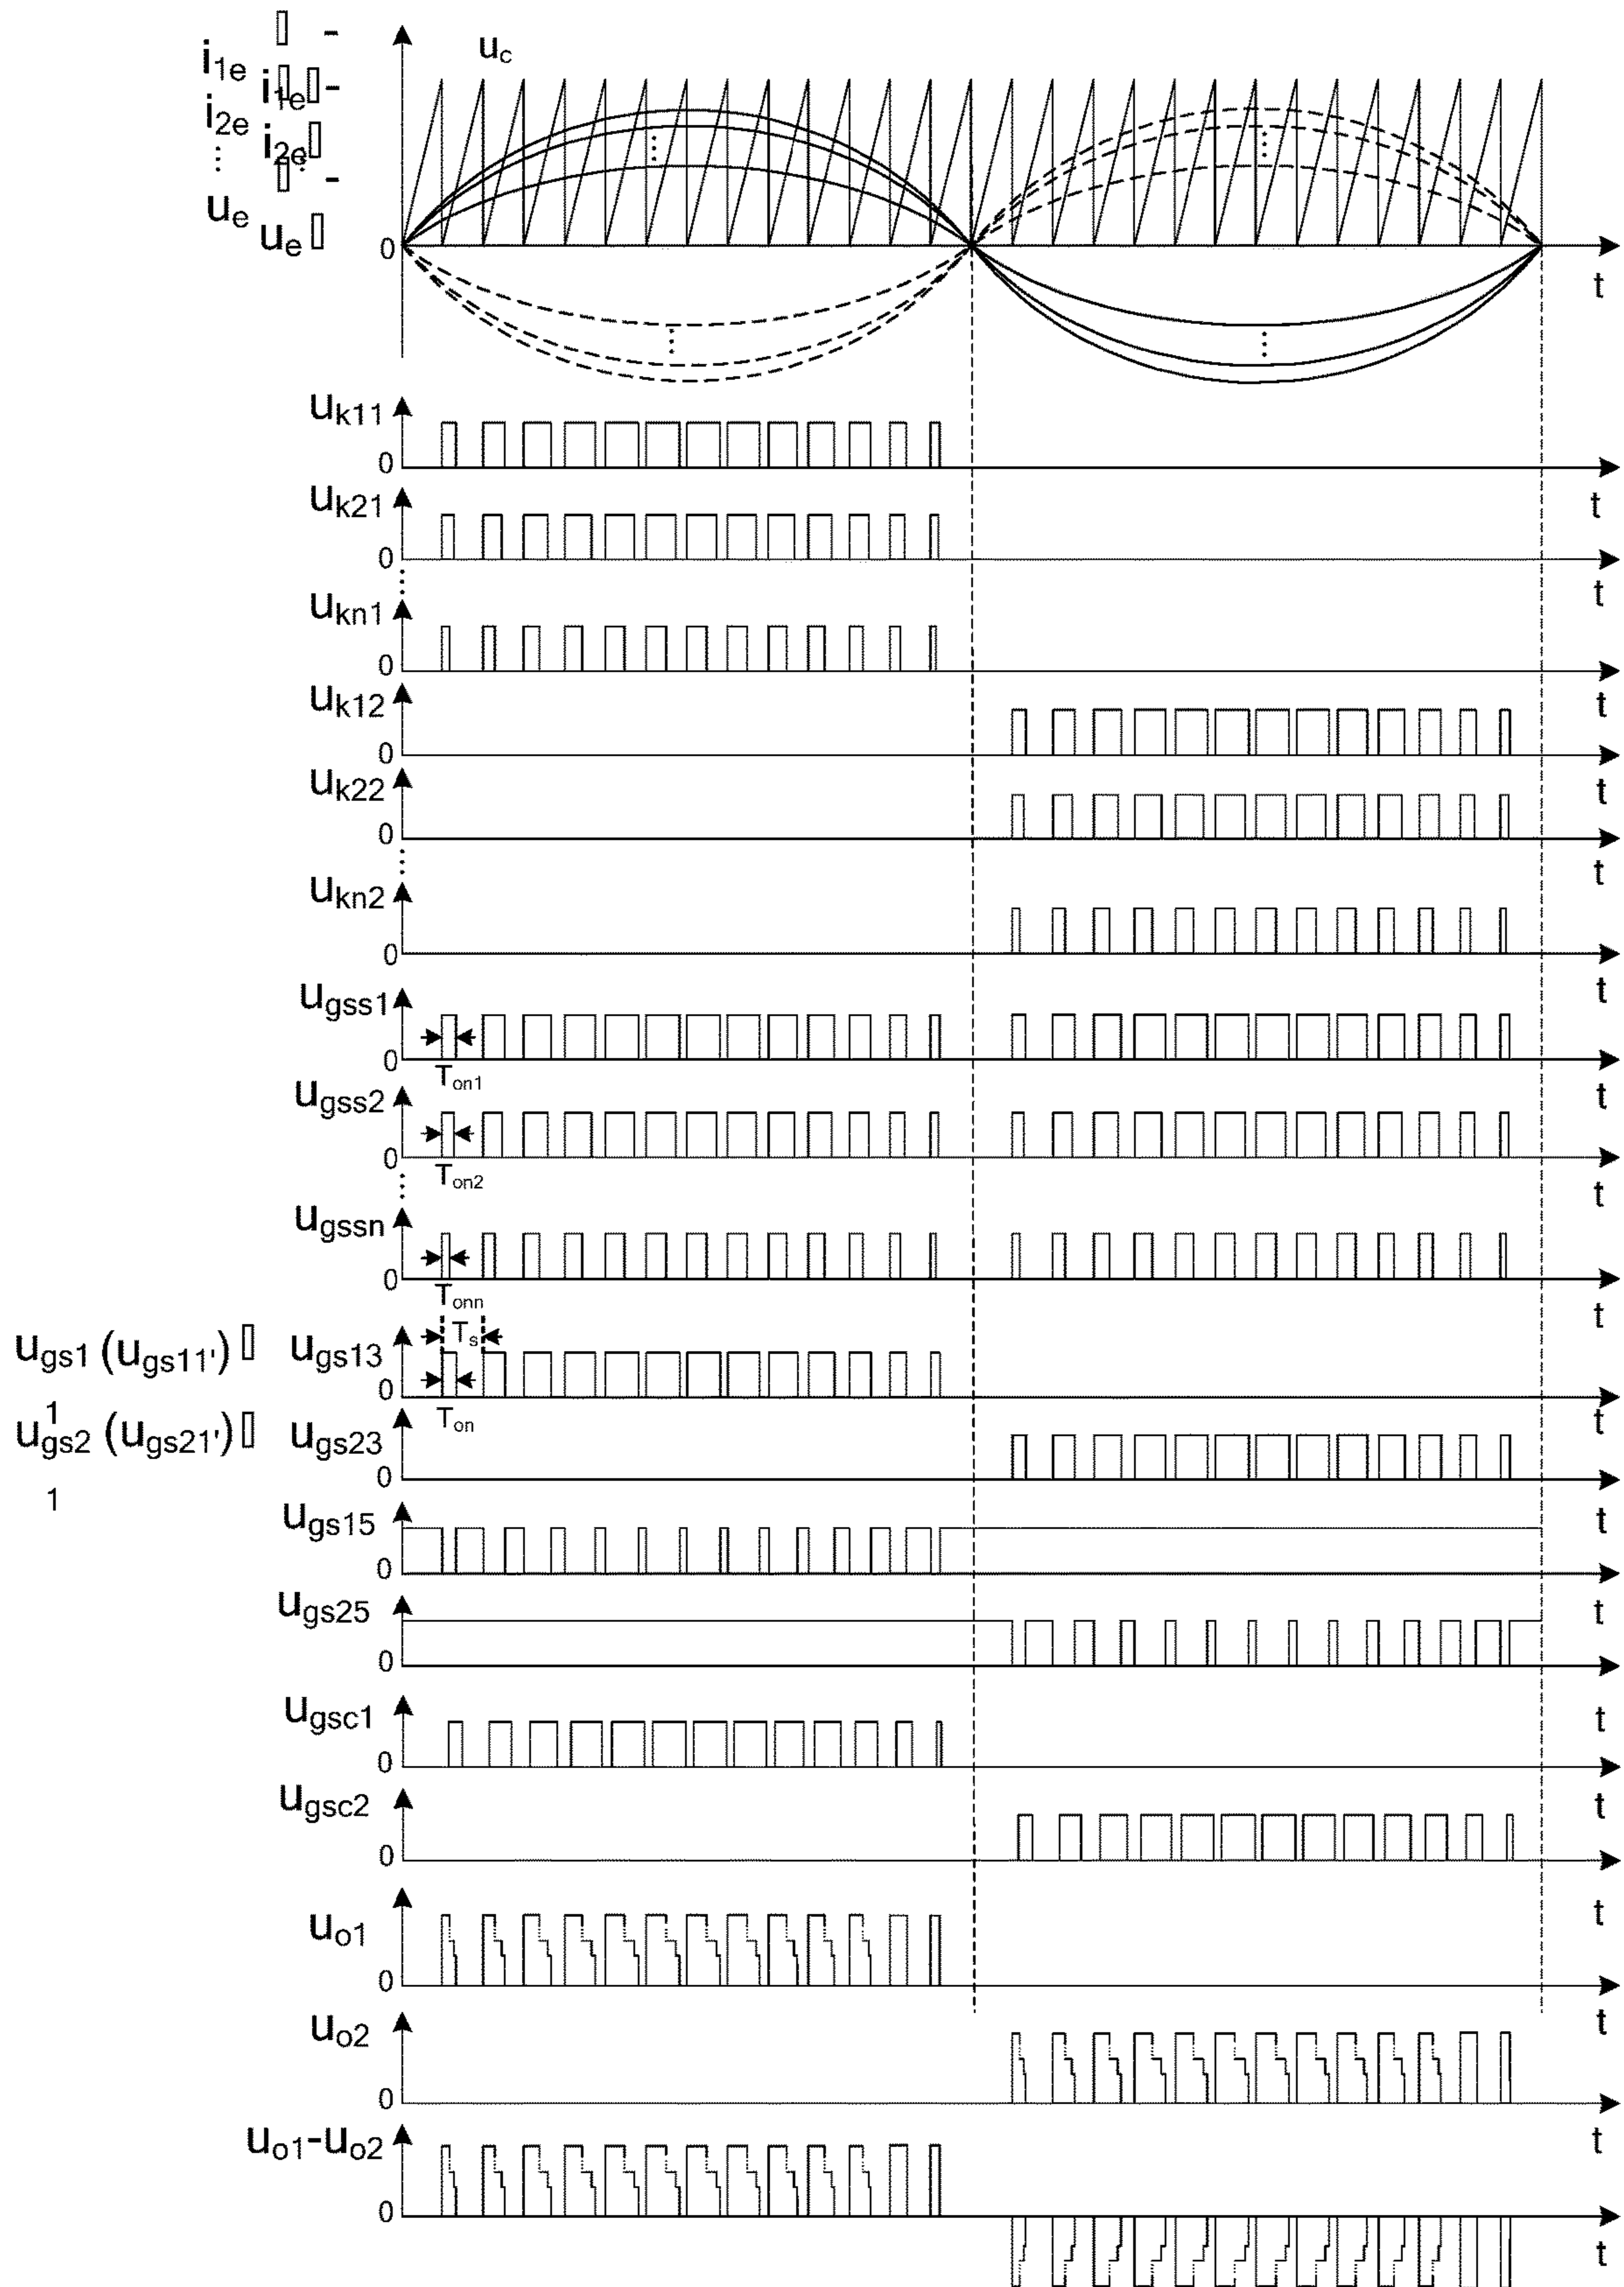 uc
i1e -
i1e -
i2e
i2e
⋮
-
ue
ue
0
t
uk11
0
t
uk21
0
t
⋮
ukn1
0
t
uk12
0
t
uk22
0
t
⋮
ukn2
0
t
ugss1
0
Ton1
t
ugss2
0
Ton2
t
⋮
ugssn
0
Tonn
t
Ts
ugs1 (ugs11') ugs13
1
0
Ton
t
ugs2 (ugs21') ugs23
1
0
t
ugs15
0
t
ugs25
0
t
ugsc1
0
t
ugsc2
0
t
uo1
0
t
uo2
0
t
uo1-uo2
0
t